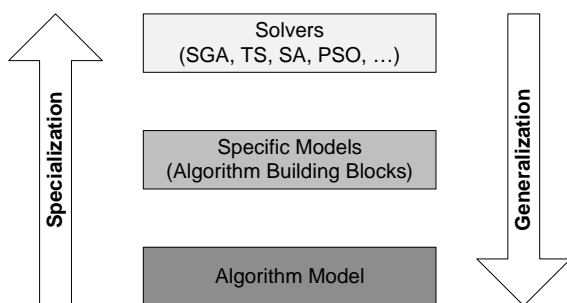 Solvers
(SGA, TS, SA, PSO, …)
Specialization
Specific Models
(Algorithm Building Blocks)
Generalization
Algorithm Model